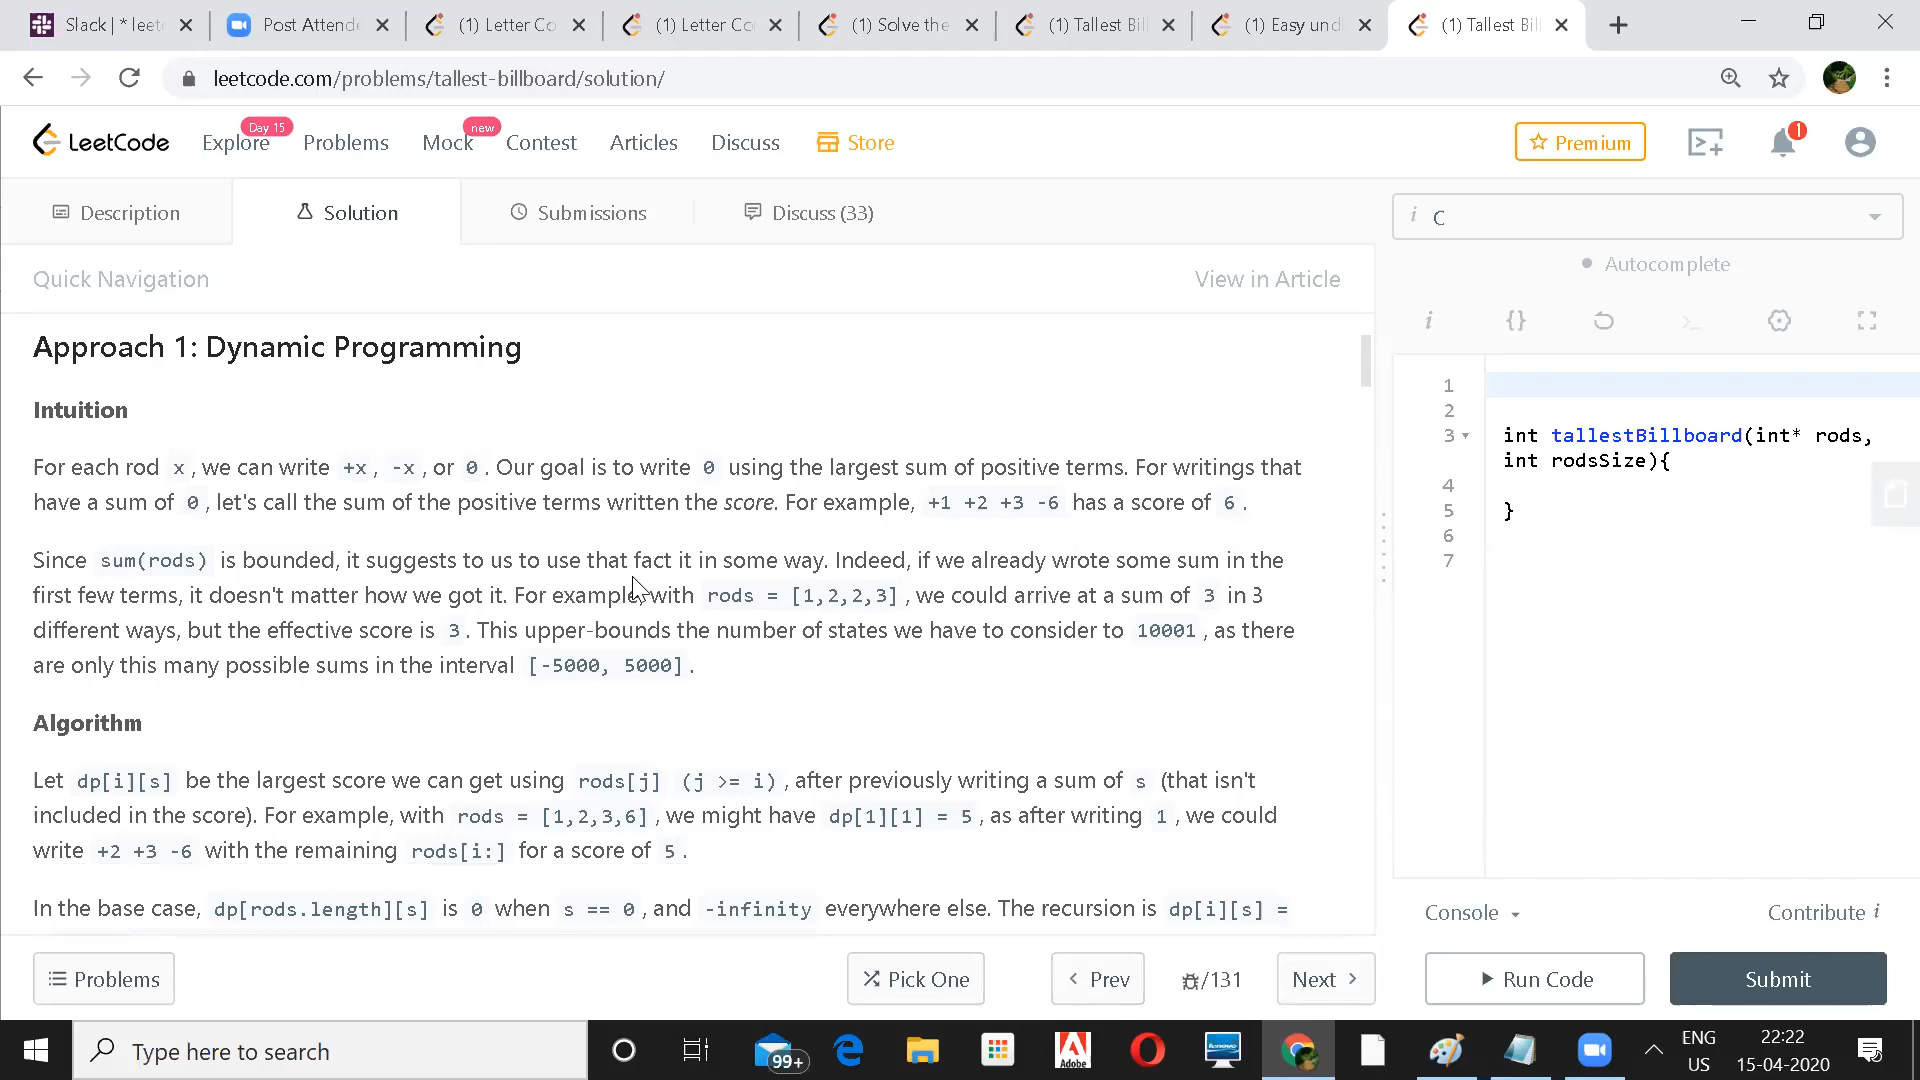 Slack | * leet
Post Attende
(1) Letter Co
(1) Letter Cor
(1) Solve the
(1) Tallest Bil
(1) Easy und
(1) Tallest Bil
leetcode.com/problems/tallest-billboard/solution/
LeetCode
Explore
Day 15
Problems
Mock
new
Contest
Articles
Discuss
Store
Premium
1
Description
Solution
Submissions
Discuss (33)
i C
Quick Navigation
View in Article
Autocomplete
Approach 1: Dynamic Programming
Intuition
For each rod x, we can write +x, -x, or 0. Our goal is to write 0 using the largest sum of positive terms. For writings that
have a sum of 0, let's call the sum of the positive terms written the score. For example, +1 +2 +3 -6 has a score of 6.
Since sum(rods) is bounded, it suggests to us to use that fact it in some way. Indeed, if we already wrote some sum in the
first few terms, it doesn't matter how we got it. For example, with rods = [1,2,2,3], we could arrive at a sum of 3 in 3
different ways, but the effective score is 3. This upper-bounds the number of states we have to consider to 10001, as there
are only this many possible sums in the interval [-5000, 5000].
Algorithm
Let dp[i][s] be the largest score we can get using rods[j] (j >= i), after previously writing a sum of s (that isn't
included in the score). For example, with rods = [1,2,3,6], we might have dp[1][1] = 5, as after writing 1, we could
write +2 +3 -6 with the remaining rods[i:] for a score of 5.
In the base case, dp[rods.length][s] is 0 when s == 0, and -infinity everywhere else. The recursion is dp[i][s] =
i {}
1
2
3 int tallestBillboard(int* rods,
int rodsSize){
4
5 }
6
7
Console
Contribute i
Problems
Pick One
Prev
/131
Next
Run Code
Submit
Type here to search
99+
Adobe
lenovo
ENG
US
22:22
15-04-2020